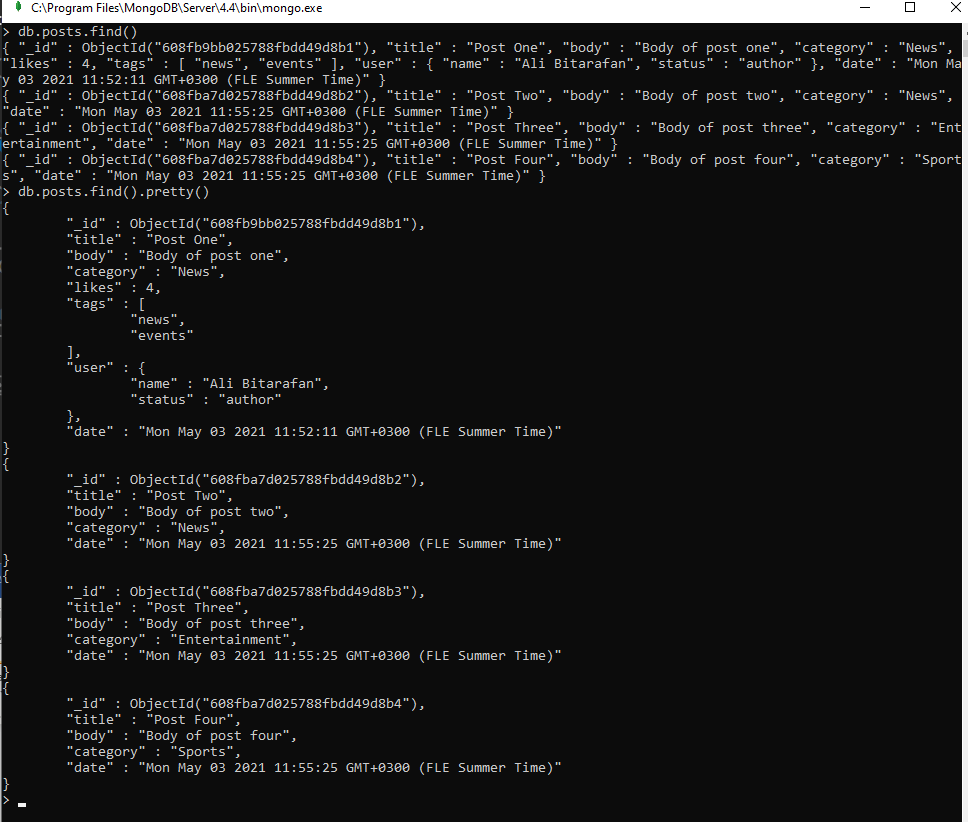 C:\Program Files\MongoDB\Server\4.4\bin\mongo.exe
> db.posts.find()
{ "_id" : ObjectId("608fb9bb025788fbdd49d8b1"), "title" : "Post One", "body" : "Body of post one", "category" : "News",
"likes" : 4, "tags" : [ "news", "events" ], "user" : { "name" : "Ali Bitarafan", "status" : "author" }, "date" : "Mon Ma
y 03 2021 11:52:11 GMT+0300 (FLE Summer Time)" }
{ "_id" : ObjectId("608fba7d025788fbdd49d8b2"), "title" : "Post Two", "body" : "Body of post two", "category" : "News",
"date" : "Mon May 03 2021 11:55:25 GMT+0300 (FLE Summer Time)" }
{ "_id" : ObjectId("608fba7d025788fbdd49d8b3"), "title" : "Post Three", "body" : "Body of post three", "category" : "Ent
ertainment", "date" : "Mon May 03 2021 11:55:25 GMT+0300 (FLE Summer Time)" }
{ "_id" : ObjectId("608fba7d025788fbdd49d8b4"), "title" : "Post Four", "body" : "Body of post four", "category" : "Sport
s", "date" : "Mon May 03 2021 11:55:25 GMT+0300 (FLE Summer Time)" }
> db.posts.find().pretty()
{
        "_id" : ObjectId("608fb9bb025788fbdd49d8b1"),
        "title" : "Post One",
        "body" : "Body of post one",
        "category" : "News",
        "likes" : 4,
        "tags" : [
                "news",
                "events"
        ],
        "user" : {
                "name" : "Ali Bitarafan",
                "status" : "author"
        },
        "date" : "Mon May 03 2021 11:52:11 GMT+0300 (FLE Summer Time)"
}
{
        "_id" : ObjectId("608fba7d025788fbdd49d8b2"),
        "title" : "Post Two",
        "body" : "Body of post two",
        "category" : "News",
        "date" : "Mon May 03 2021 11:55:25 GMT+0300 (FLE Summer Time)"
}
{
        "_id" : ObjectId("608fba7d025788fbdd49d8b3"),
        "title" : "Post Three",
        "body" : "Body of post three",
        "category" : "Entertainment",
        "date" : "Mon May 03 2021 11:55:25 GMT+0300 (FLE Summer Time)"
}
{
        "_id" : ObjectId("608fba7d025788fbdd49d8b4"),
        "title" : "Post Four",
        "body" : "Body of post four",
        "category" : "Sports",
        "date" : "Mon May 03 2021 11:55:25 GMT+0300 (FLE Summer Time)"
}
>